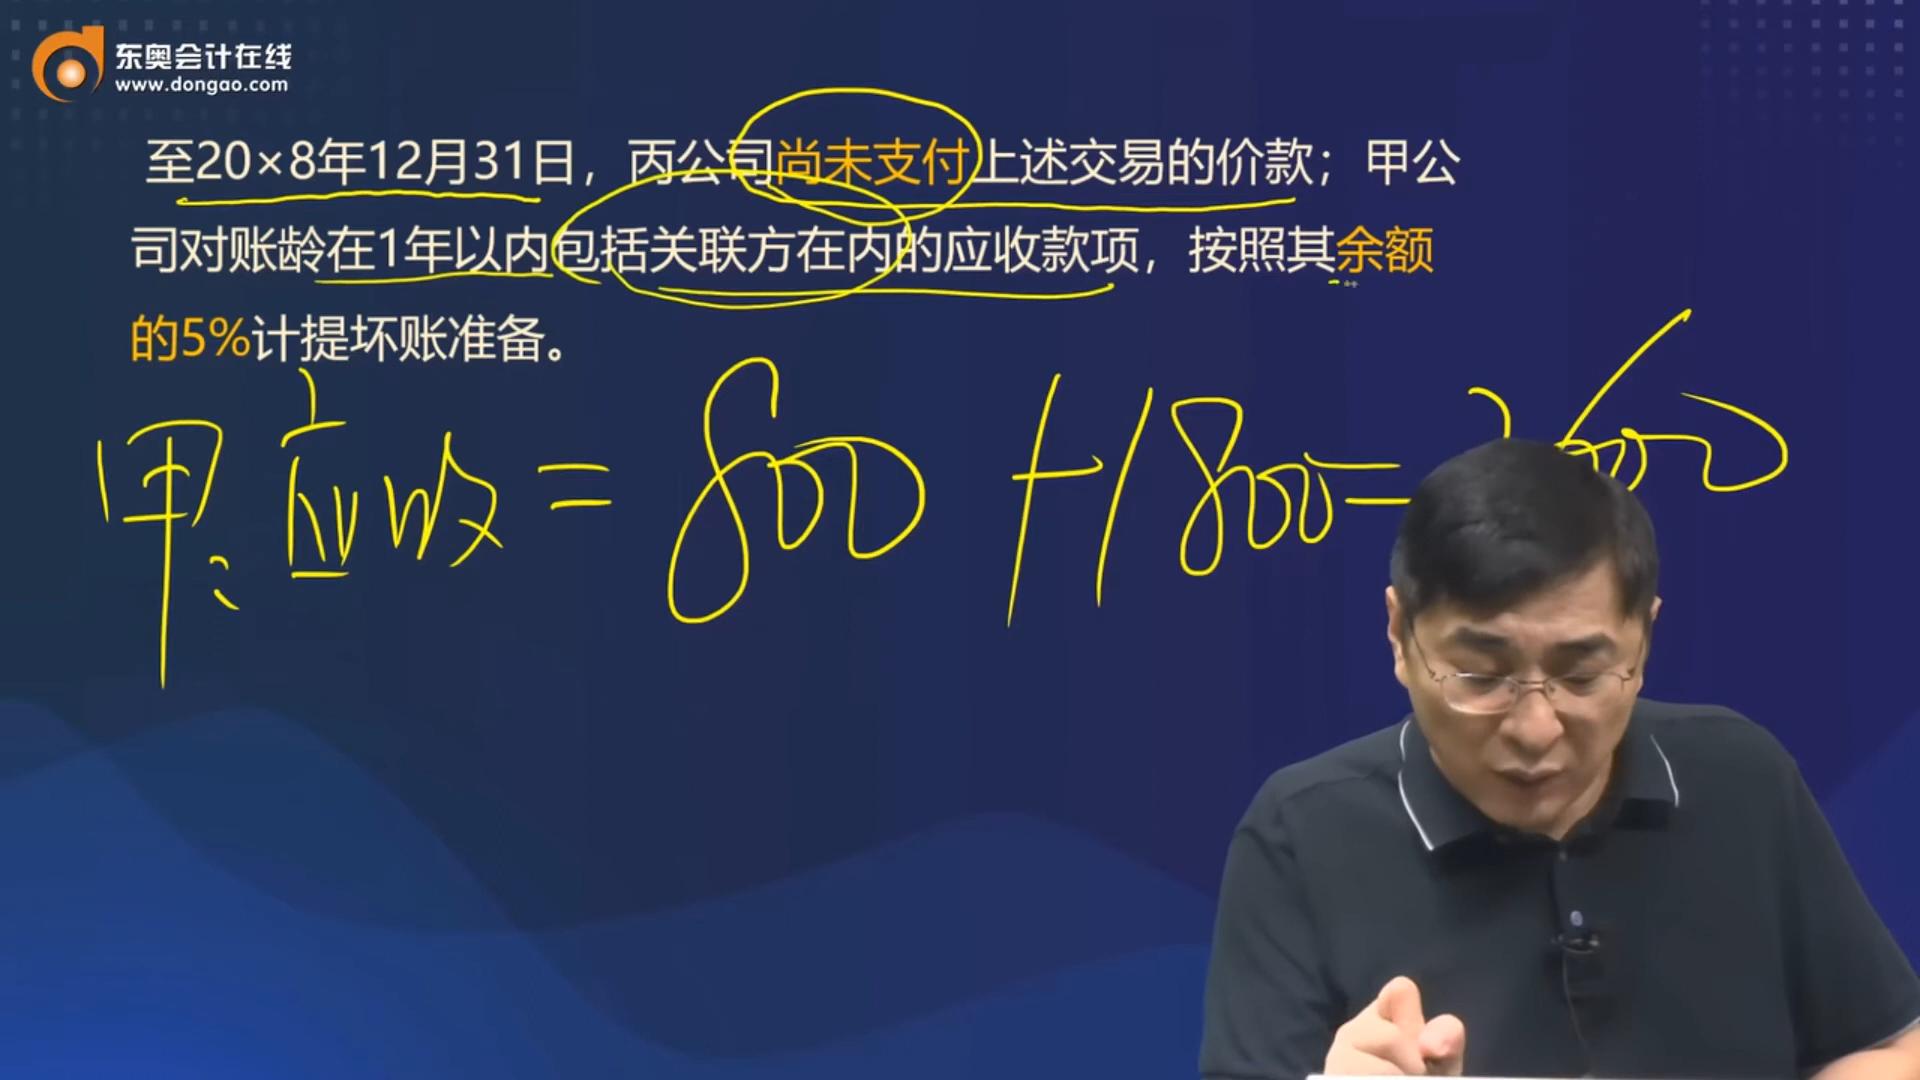 东奥会计在线
www.dongao.com
至20×8年12月31日，丙公司尚未支付上述交易的价款；甲公
司对账龄在1年以内包括关联方在内的应收款项，按照其余额
的5%计提坏账准备。
甲：应收=800+1800=